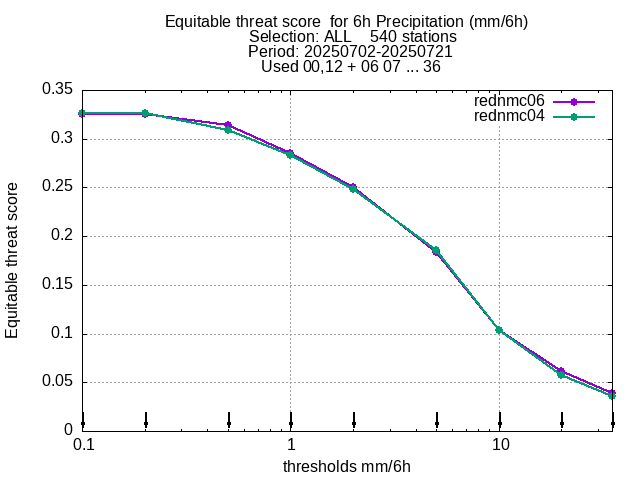 Equitable threat score  for 6h Precipitation (mm/6h)
Selection: ALL    540 stations
Period: 20250702-20250721
Used 00,12 + 06 07 ... 36
rednmc06
rednmc04
0.35
0.3
0.25
0.2
0.15
0.1
0.05
0
Equitable threat score
0.1 1 10
thresholds mm/6h